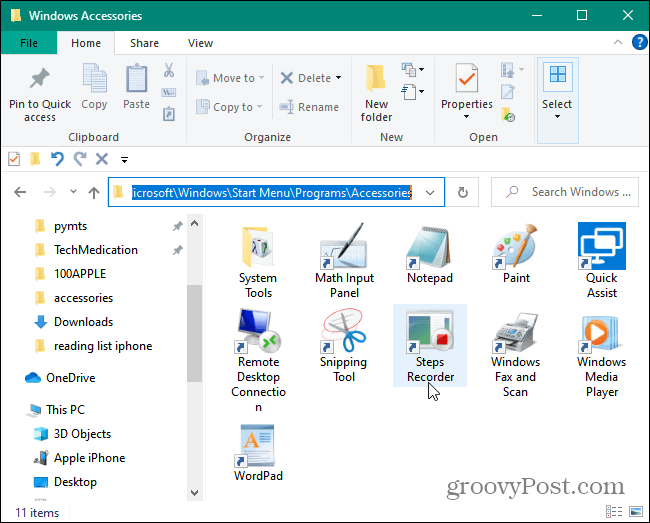 Windows Accessories
File Home Share View
Pin to Quick access
Copy
Paste
Clipboard
Move to
Copy to
Delete
Rename
Organize
New folder
New
Properties
Open
Select
icrosoft\Windows\Start Menu\Programs\Accessories
Search Windows ...
pymts
TechMedication
100APPLE
accessories
Downloads
reading list iphone
OneDrive
This PC
3D Objects
Apple iPhone
Desktop
System
Tools
Math Input
Panel
Notepad
Paint
Quick
Assist
Remote
Desktop
Connectio
n
Snipping
Tool
Steps
Recorder
Windows
Fax and
Scan
Windows
Media
Player
WordPad
11 items
groovyPost.com